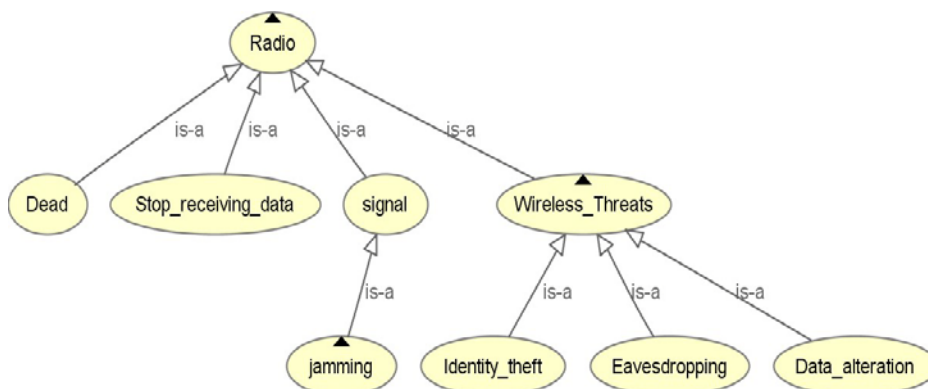 Radio
is-a
is-a
is-a
is-a
Dead
Stop_receiving_data
signal
Wireless_Threats
is-a
is-a
is-a
is-a
jamming
Identity_theft
Eavesdropping
Data_alteration